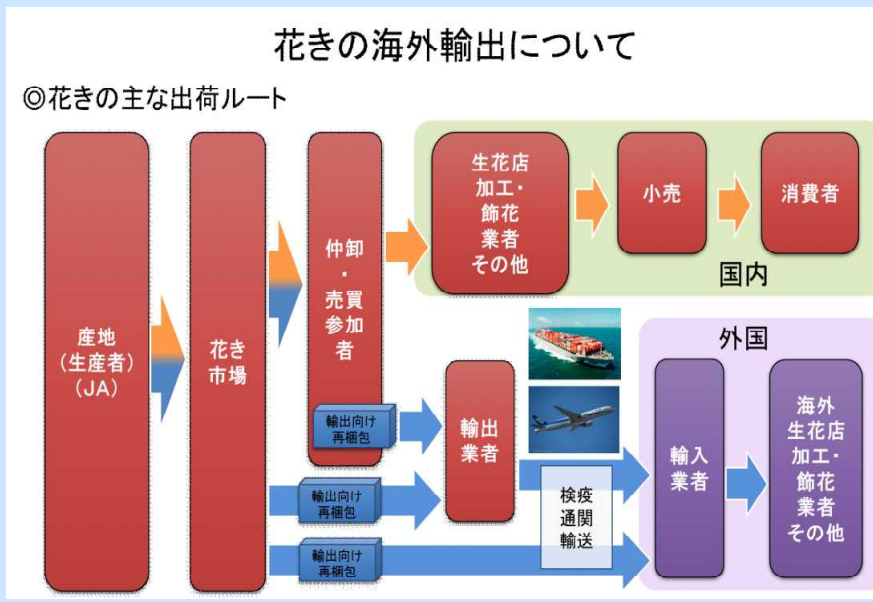 花きの海外輸出について
◎花きの主な出荷ルート
産地
(生産者)
(JA)
花き
市場
仲卸
・
売買
参加
者
生花店
加工・
飾花
業者
その他
小売
消費者
国内
輸出向け
再梱包
輸出
業者
輸出向け
再梱包
輸出向け
再梱包
検疫
通関
輸送
外国
輸入
業者
海外
生花店
加工・
飾花
業者
その他